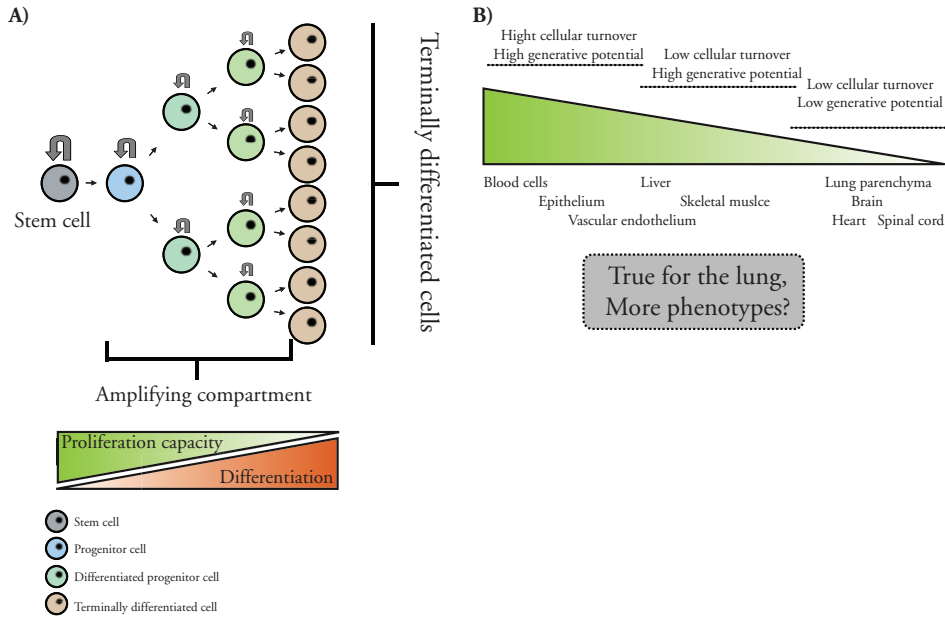 A)
Stem cell
Terminally differentiated cells
Amplifying compartment
Proliferation capacity
Differentiation
Stem cell
Progenitor cell
Differentiated progenitor cell
Terminally differentiated cell
B)
Hight cellular turnover
High generative potential
Low cellular turnover
High generative potential
Low cellular turnover
Low generative potential
Blood cells
Liver
Lung parenchyma
Epithelium
Skeletal muslce
Brain
Vascular endothelium
Heart
Spinal cord
True for the lung,
More phenotypes?